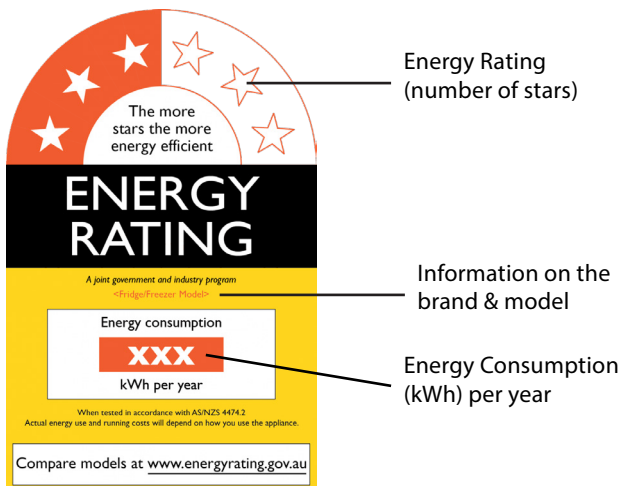 The more
stars the more
energy efficient
ENERGY
RATING
A joint government and industry program
<Fridge/Freezer Model>
Energy consumption
XXX
kWh per year
When tested in accordance with AS/NZS 4474.2
Actual energy use and running costs will depend on how you use the appliance.
Compare models at www.energyrating.gov.au
Energy Rating
(number of stars)
Information on the
brand & model
Energy Consumption
(kWh) per year